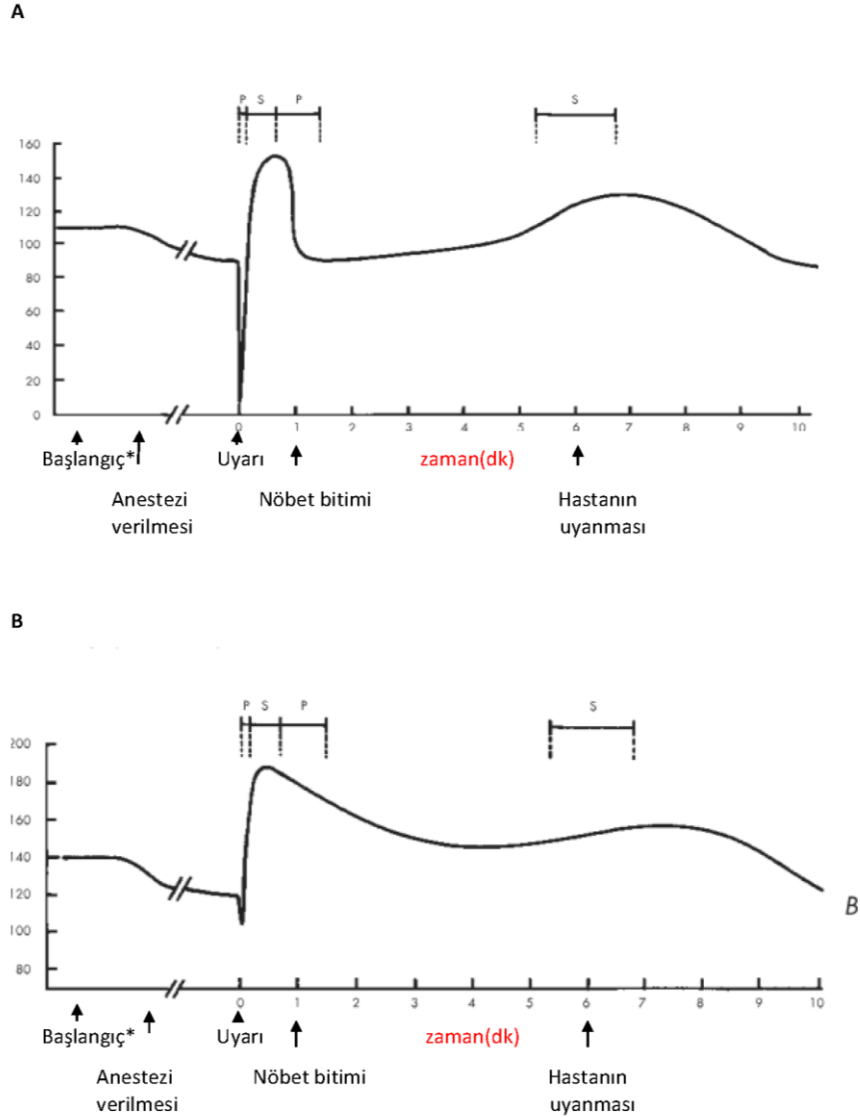 A
P S P S
160
140
120
100
80
60
40
20
0
0 1 2 3 4 5 6 7 8 9 10
Başlangıç* Uyarı zaman(dk)
Anestezi verilmesi
Nöbet bitimi
Hastanın uyanması
B
P S P S
200
180
160
140
120
100
80
B
0 1 2 3 4 5 6 7 8 9 10
Başlangıç* Uyarı zaman(dk)
Anestezi verilmesi
Nöbet bitimi
Hastanın uyanması